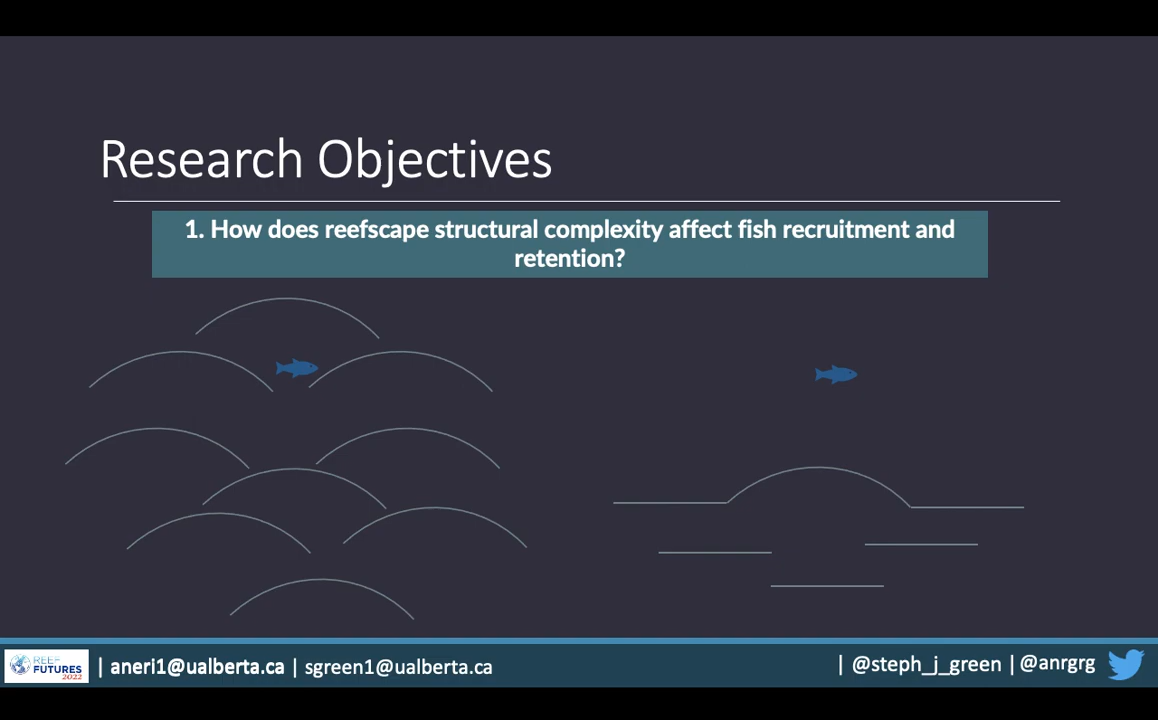 Research Objectives
1. How does reefscape structural complexity affect fish recruitment and
retention?
REEF
FUTURES
2022
| aneri1@ualberta.ca | sgreen1@ualberta.ca
| @steph_j_green | @anrgrg